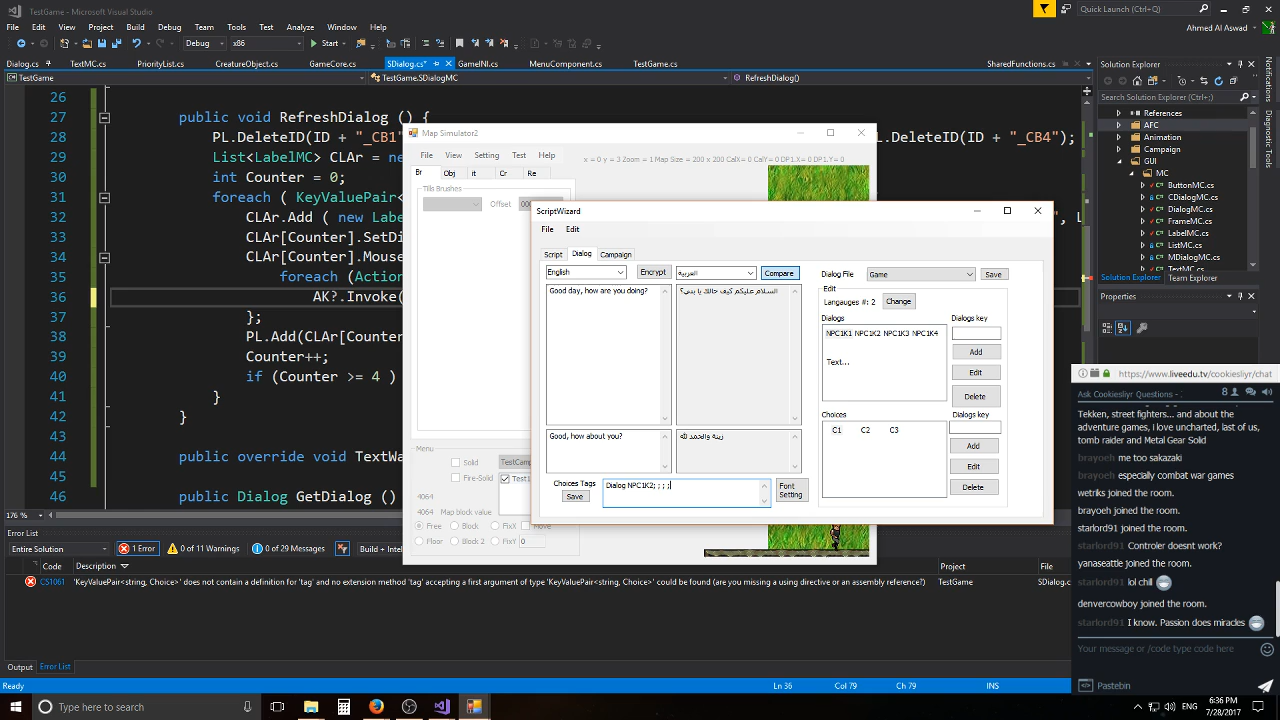 TestGame - Microsoft Visual Studio
Quick Launch (Ctrl+Q)
File Edit View Project
Ahmed Al Aswad
Debug x86 Start
Dialog.cs TextMC.cs PriorityList.cs CreatureObject.cs GameCore.cs SDialog.cs* GameINI.cs MenuComponent.cs TestGame.cs SharedFunctions.cs
TestGame TestGame.SDialogMC RefreshDialog()
26
27 public void RefreshDialog () {
28 PL.DeleteID(ID + "_CB1" PL.DeleteID(ID + "_CB4");
29 List<LabelMC> CLAr = ne
30 int Counter = 0;
31 foreach ( KeyValuePair<
32 CLAr.Add ( new Labe
33 CLAr[Counter].SetDi
34 CLAr[Counter].Mouse
35 foreach (Action
36 AK?.Invoke(
37 };
38 .Add(CLAr[Counter
39 Counter++;
40 if (Counter >= 4 )
41 }
42 }
43
44 public override void TextWa
45
46 public Dialog GetDialog ()
176 %
Map Simulator2
File View Setting Test Help
x = 0 y = 3 Zoom = 1 Map Size = 200 x 200 CalX= 0 CalY= 0 DP1.X= 0 DP1.Y= 0
Br Obj it Cr Re
Tills Brushes
Offset
Menu
Solid
Fire-Solid
TestCamp
Test1
4064
Map block value
4064
Free Block FixX Move
Floor Block 2 FixY 0
ScriptWizard
File Edit
Script Dialog Campaign
English Encrypt العربية Compare
Dialog File Game Save
Good day, how are you doing?
السلام عليكم كيف حالك يا بني؟
Edit
Langauges #: 2 Change
Dialogs Dialogs key
NPC1K1 NPC1K2 NPC1K3 NPC1K4
Text...
Add
Edit
Delete
Choices Dialogs key
C1 C2 C3
Add
Edit
Delete
Good, how about you?
Choices Tags
Save
Dialog NPC1K2; ; ; ;
Font
Setting
Solution Explorer
Search Solution Explorer (Ctrl+;)
References
AFC
Animation
Campaign
GUI
MC
ButtonMC.cs
CDialogMC.cs
DialogMC.cs
FrameMC.cs
LabelMC.cs
ListMC.cs
MDialogMC.cs
TextMC.cs
Solution Explorer Team Explorer
Properties
Notifications
Diagnostic Tools
Error List
Entire Solution 1 Error 0 of 11 Warnings 0 of 29 Messages
Code Description Project File
CS1061 'KeyValuePair<string, Choice>' does not contain a definition for 'tag' and no extension method 'tag' accepting a first argument of type 'KeyValuePair<string, Choice>' could be found (are you missing a using directive or an assembly reference?) TestGame SDialog.c
Output Error List
Ready Ln 36 Col 79 Ch 79 INS
https://www.liveedu.tv/cookiesliyr/chat
Ask Cookiesliyr Questions - . 8
Tekken, street fighters... and about the
adventure games, i love uncharted, last of us,
tomb raider and Metal Gear Solid
brayoeh me too sakazaki
brayoeh especially combat war games
wetriks joined the room.
brayoeh joined the room.
starlord91 joined the room.
starlord91 Controler doesnt work?
yanaseattle joined the room.
starlord91 lol chil
denvercowboy joined the room.
starlord91 I know. Passion does miracles
Your message or /code type code here
Pastebin
Type here to search
ENG
6:36 PM
7/28/2017